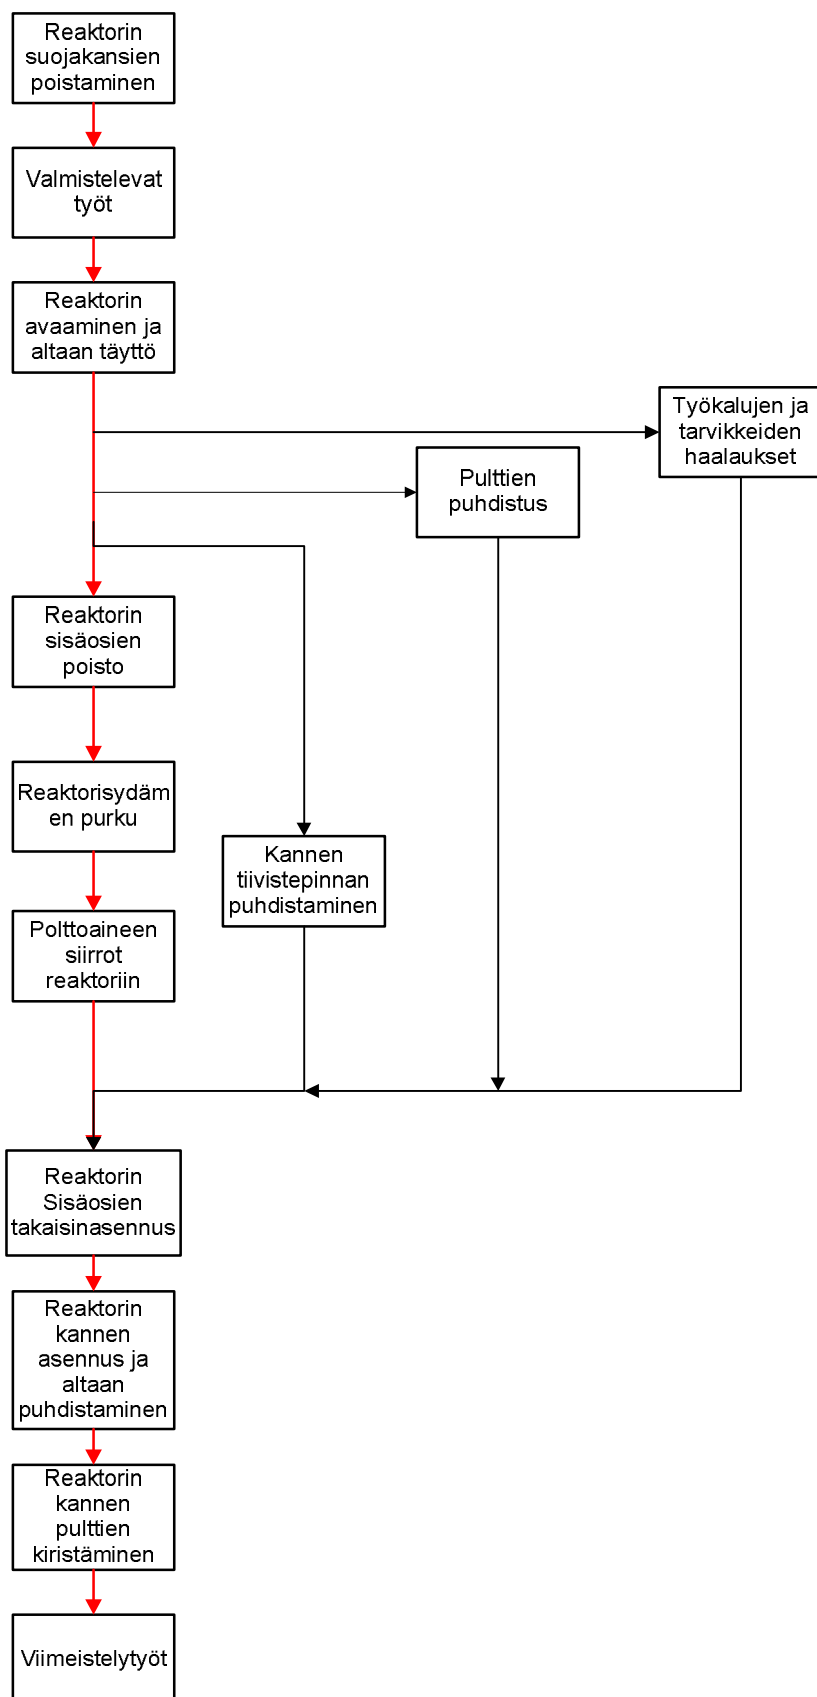 Reaktorin
suojakansien
poistaminen
Valmistelevat
työt
Reaktorin
avaaminen ja
altaan täyttö
Työkalujen ja
tarvikkeiden
haalaukset
Pulttien
puhdistus
Reaktorin
sisäosien
poisto
Reaktorisydäm
en purku
Kannen
tiivistepinnan
puhdistaminen
Polttoaineen
siirrot
reaktoriin
Reaktorin
Sisäosien
takaisinasennus
Reaktorin
kannen
asennus ja
altaan
puhdistaminen
Reaktorin
kannen
pulttien
kiristäminen
Viimeistelytyöt